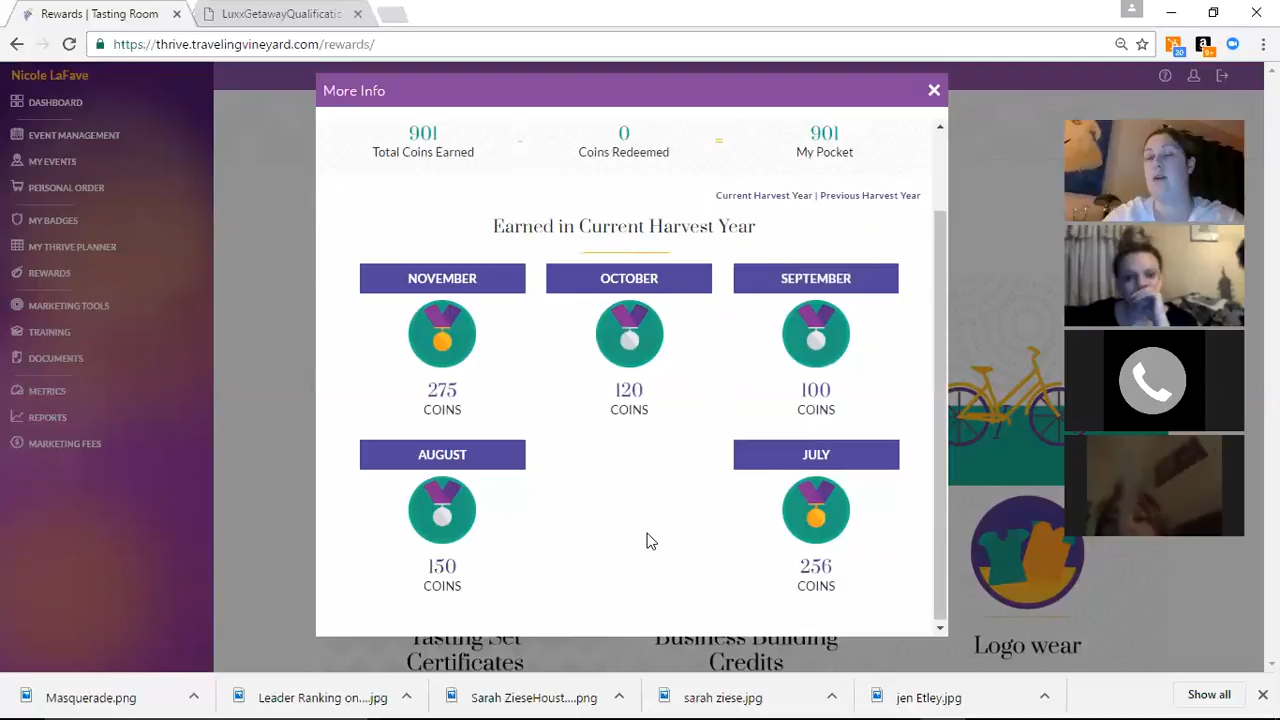 Rewards | Tasting Room
LuxxGetawayQualificatic
https://thrive.travelingvineyard.com/rewards/
20
9+
Nicole LaFave
DASHBOARD
EVENT MANAGEMENT
MY EVENTS
PERSONAL ORDER
MY BADGES
MY THRIVE PLANNER
REWARDS
MARKETING TOOLS
TRAINING
DOCUMENTS
METRICS
REPORTS
MARKETING FEES
More Info
901 - 0 = 901
Total Coins Earned Coins Redeemed My Pocket
Current Harvest Year | Previous Harvest Year
Earned in Current Harvest Year
NOVEMBER OCTOBER SEPTEMBER
275 120 100
COINS COINS COINS
AUGUST JULY
150 256
COINS COINS
Tasting Set
Certificates
Business Building
Credits
Logo wear
Masquerade.png
Leader Ranking on....jpg
Sarah ZieseHoust....png
sarah ziese.jpg
jen Etley.jpg
Show all